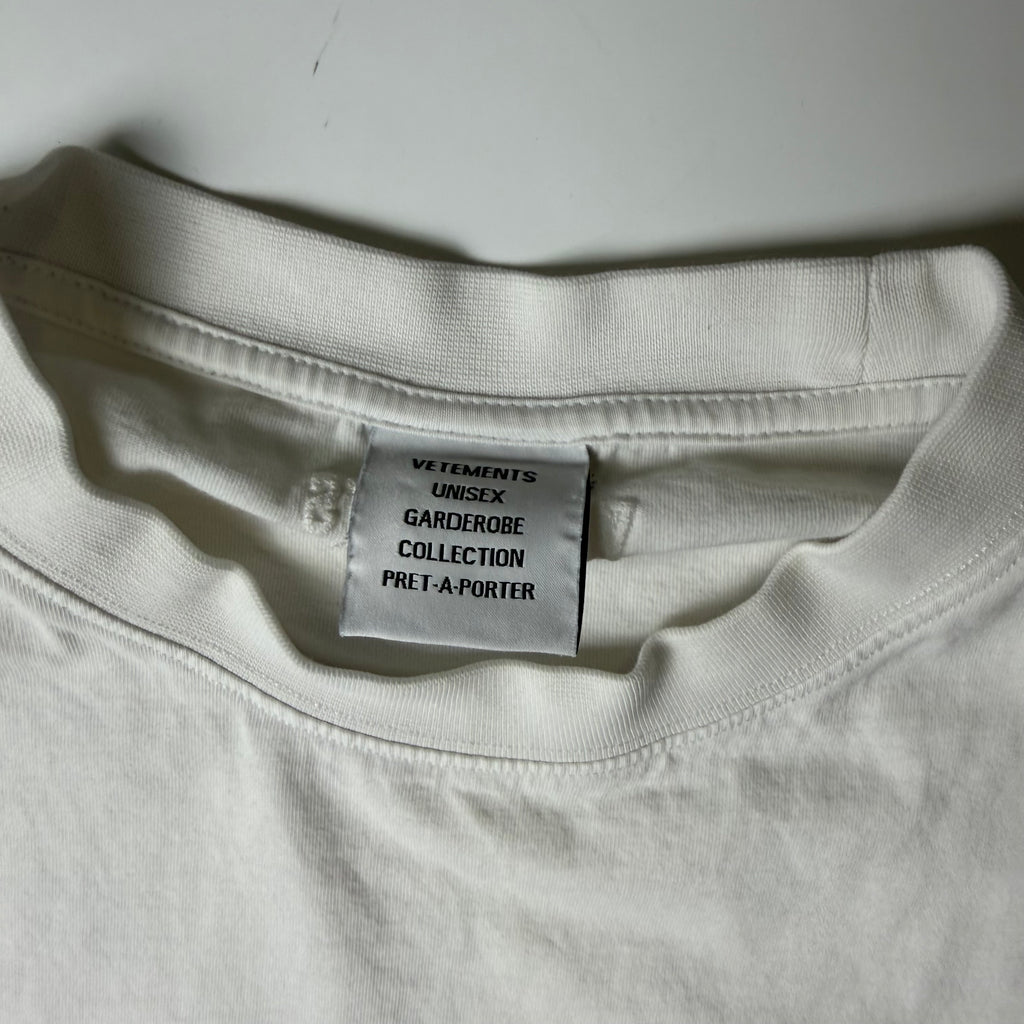 VETEMENTS
UNISEX
GARDEROBE
COLLECTION
PRET-A-PORTER